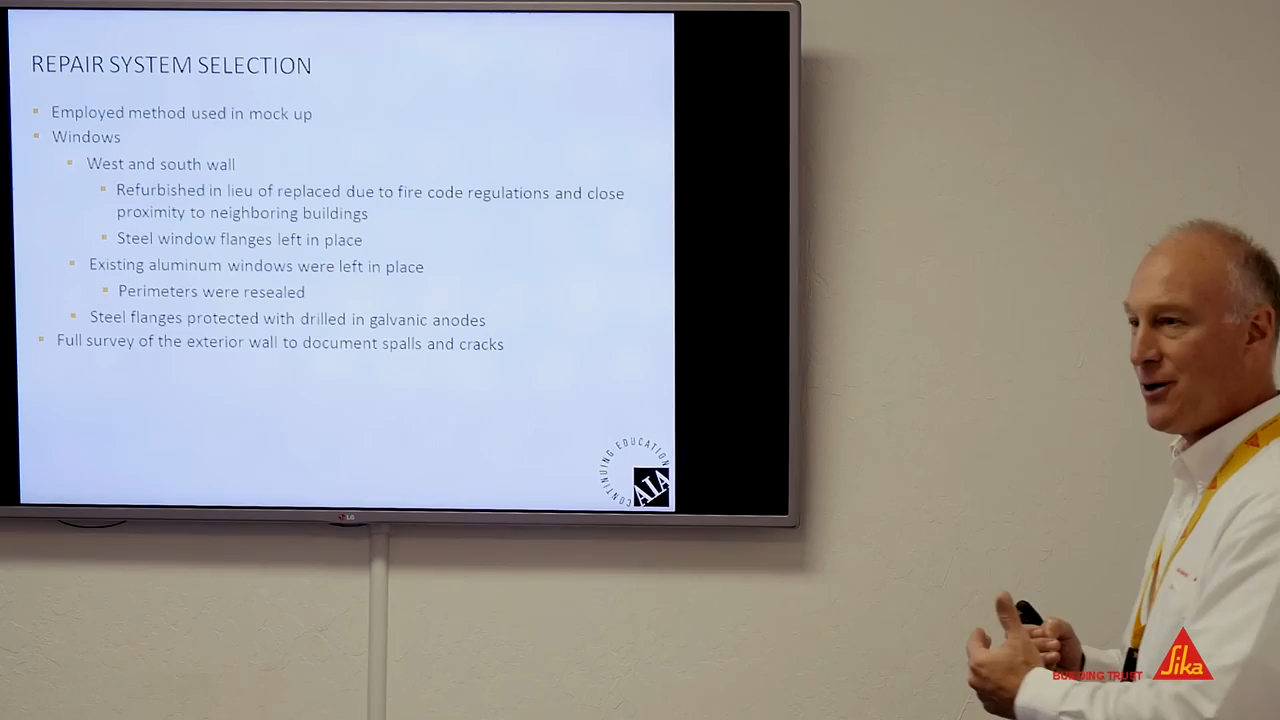 REPAIR SYSTEM SELECTION
Employed method used in mock up
Windows
West and south wall
Refurbished in lieu of replaced due to fire code regulations and close
proximity to neighboring buildings
Steel window flanges left in place
Existing aluminum windows were left in place
Perimeters were resealed
Steel flanges protected with drilled in galvanic anodes
Full survey of the exterior wall to document spalls and cracks
CONTINUING EDUCATION
AIA
LG
BUILDING TRUST
Sika